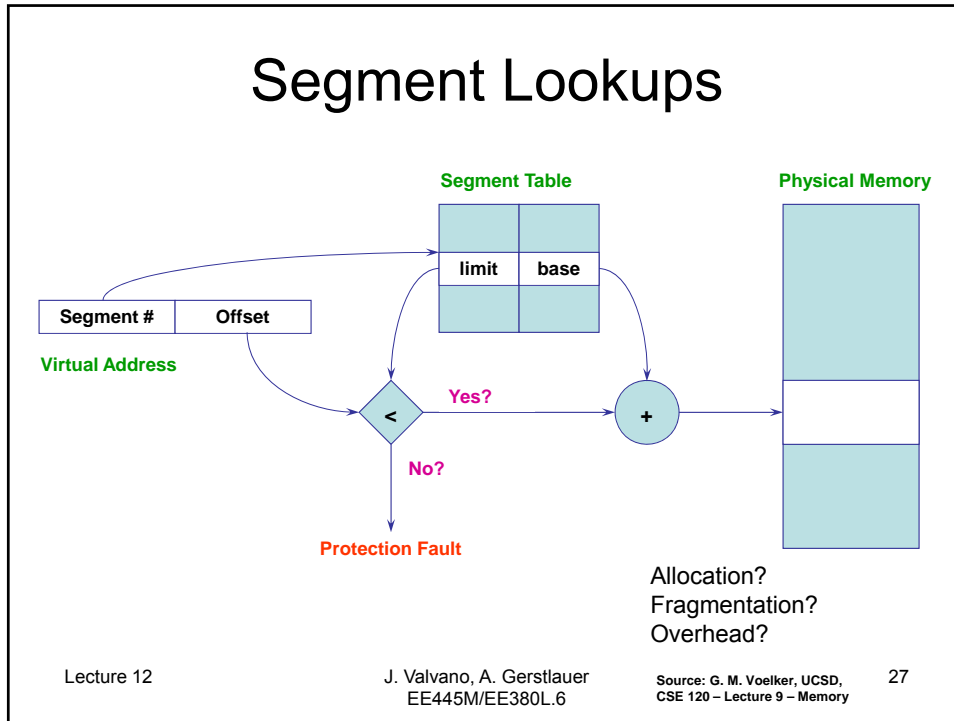 Segment Lookups
Segment Table
Physical Memory
limit
base
Segment #
Offset
Virtual Address
<
Yes?
+
No?
Protection Fault
Allocation?
Fragmentation?
Overhead?
Lecture 12
J. Valvano, A. Gerstlauer
EE445M/EE380L.6
Source: G. M. Voelker, UCSD,
CSE 120 – Lecture 9 – Memory
27